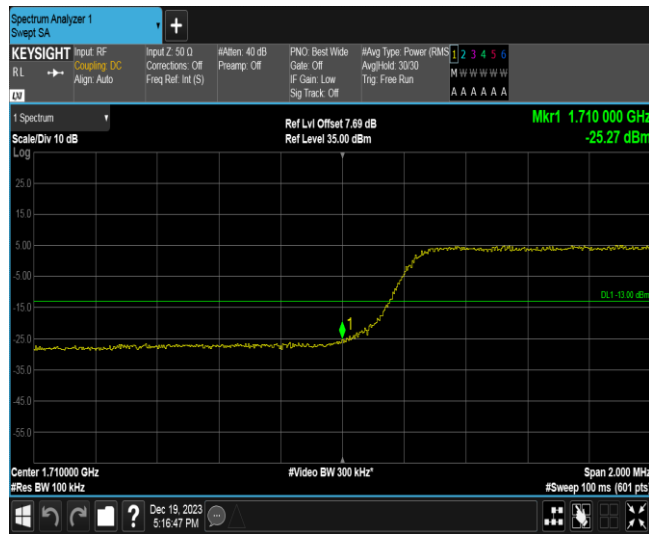 Spectrum Analyzer 1
Swept SA
+
KEYSIGHT
RL
LXI
Input: RF
Coupling: DC
Align: Auto
Input Z: 50 Ω
Corrections: Off
Freq Ref: Int (S)
#Atten: 40 dB
Preamp: Off
PNO: Best Wide
Gate: Off
IF Gain: Low
Sig Track: Off
#Avg Type: Power (RMS
Avg|Hold: 30/30
Trig: Free Run
1 2 3 4 5 6
M W W W W W
A A A A A A
1 Spectrum
Scale/Div 10 dB
Log
Ref Lvl Offset 7.69 dB
Ref Level 35.00 dBm
Mkr1 1.710 000 GHz
-25.27 dBm
25.0
15.0
5.00
-5.00
-15.0
-25.0
-35.0
-45.0
-55.0
DL1 -13.00 dBm
1
Center 1.710000 GHz
#Res BW 100 kHz
#Video BW 300 kHz*
Span 2.000 MHz
#Sweep 100 ms (601 pts
?
Dec 19, 2023
5:16:47 PM